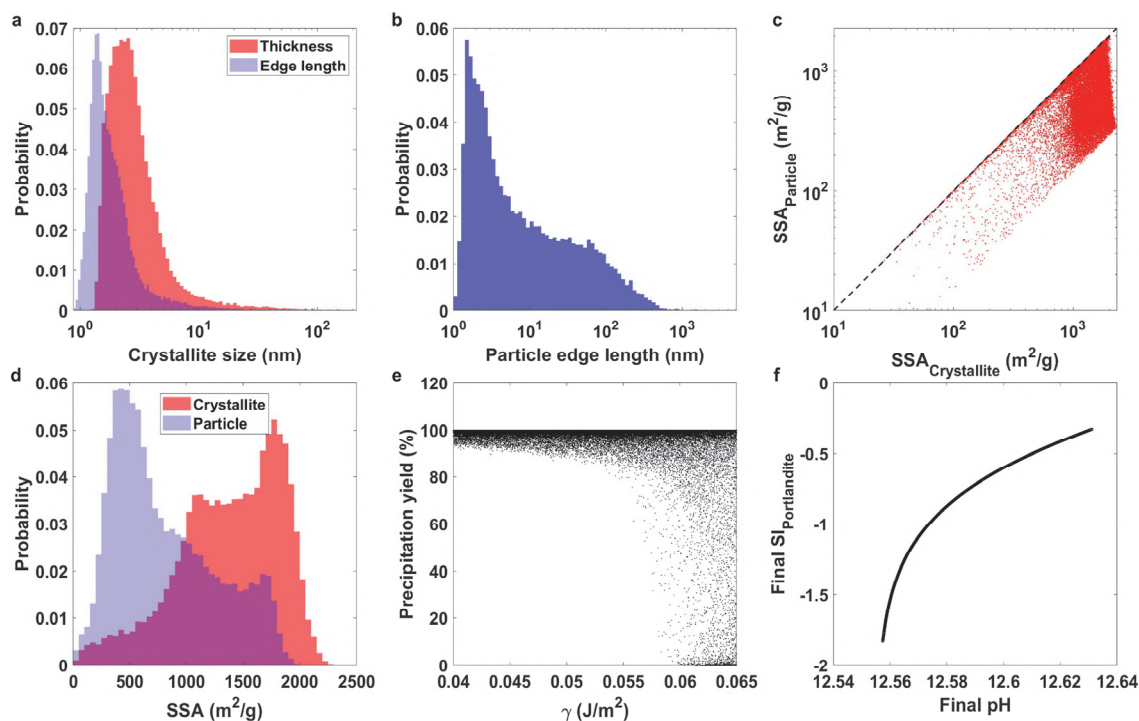 a
0.07
0.06
0.05
0.04
0.03
0.02
0.01
0
Probability
Thickness
Edge length
10^0
10^1
10^2
Crystallite size (nm)
b
0.06
0.05
0.04
0.03
0.02
0.01
0
Probability
10^0
10^1
10^2
10^3
Particle edge length (nm)
c
10^3
10^2
10^1
SSA_Particle (m^2/g)
10^1
10^2
10^3
SSA_Crystallite (m^2/g)
d
0.06
0.05
0.04
0.03
0.02
0.01
0
Probability
Crystallite
Particle
0
500
1000
1500
2000
2500
SSA (m^2/g)
e
120
100
80
60
40
20
0
Precipitation yield (%)
0.04
0.045
0.05
0.055
0.06
0.065
γ (J/m^2)
f
0
-0.5
-1
-1.5
-2
Final SI_Portlandite
12.54
12.56
12.58
12.6
12.62
12.64
Final pH